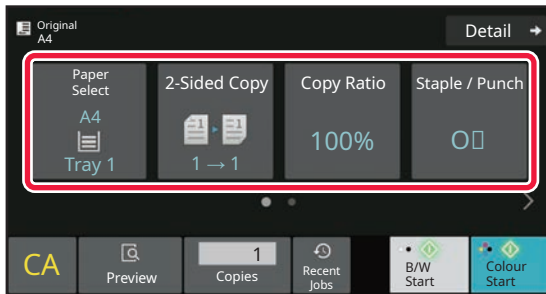 Original
A4
Detail
Paper
Select
A4
Tray 1
2-Sided Copy
1 → 1
Copy Ratio
100%
Staple / Punch
CA
Preview
1
Copies
Recent
Jobs
B/W
Start
Colour
Start